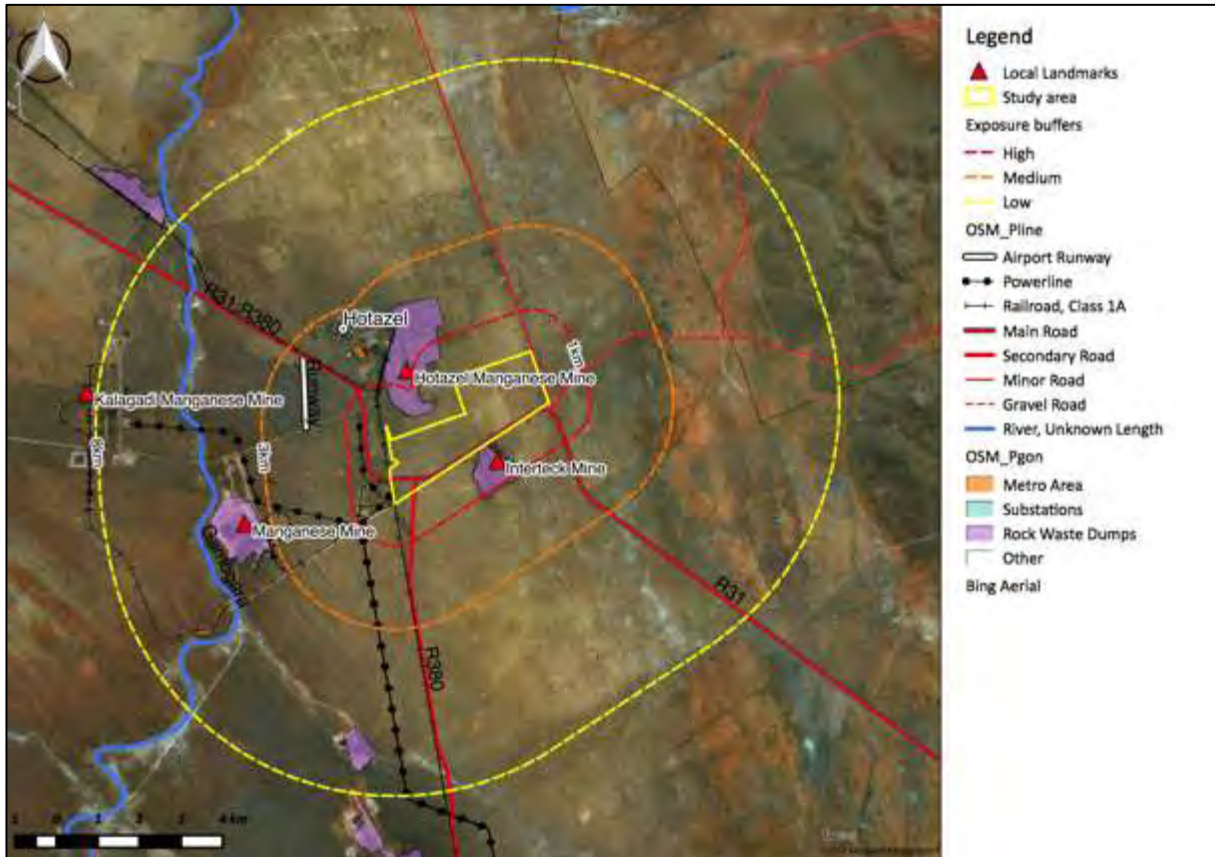 R31-R380
Hotazel
Runway
1km
Hotazel Manganese Mine
Kalagadi Manganese Mine
6km
3km
Interteck Mine
Manganese Mine
R31
R380
4 km
Legend
Local Landmarks
Study area
Exposure buffers
High
Medium
Low
OSM_Pline
Airport Runway
Powerline
Railroad, Class 1A
Main Road
Secondary Road
Minor Road
Gravel Road
River, Unknown Length
OSM_Pgon
Metro Area
Substations
Rock Waste Dumps
Other
Bing Aerial